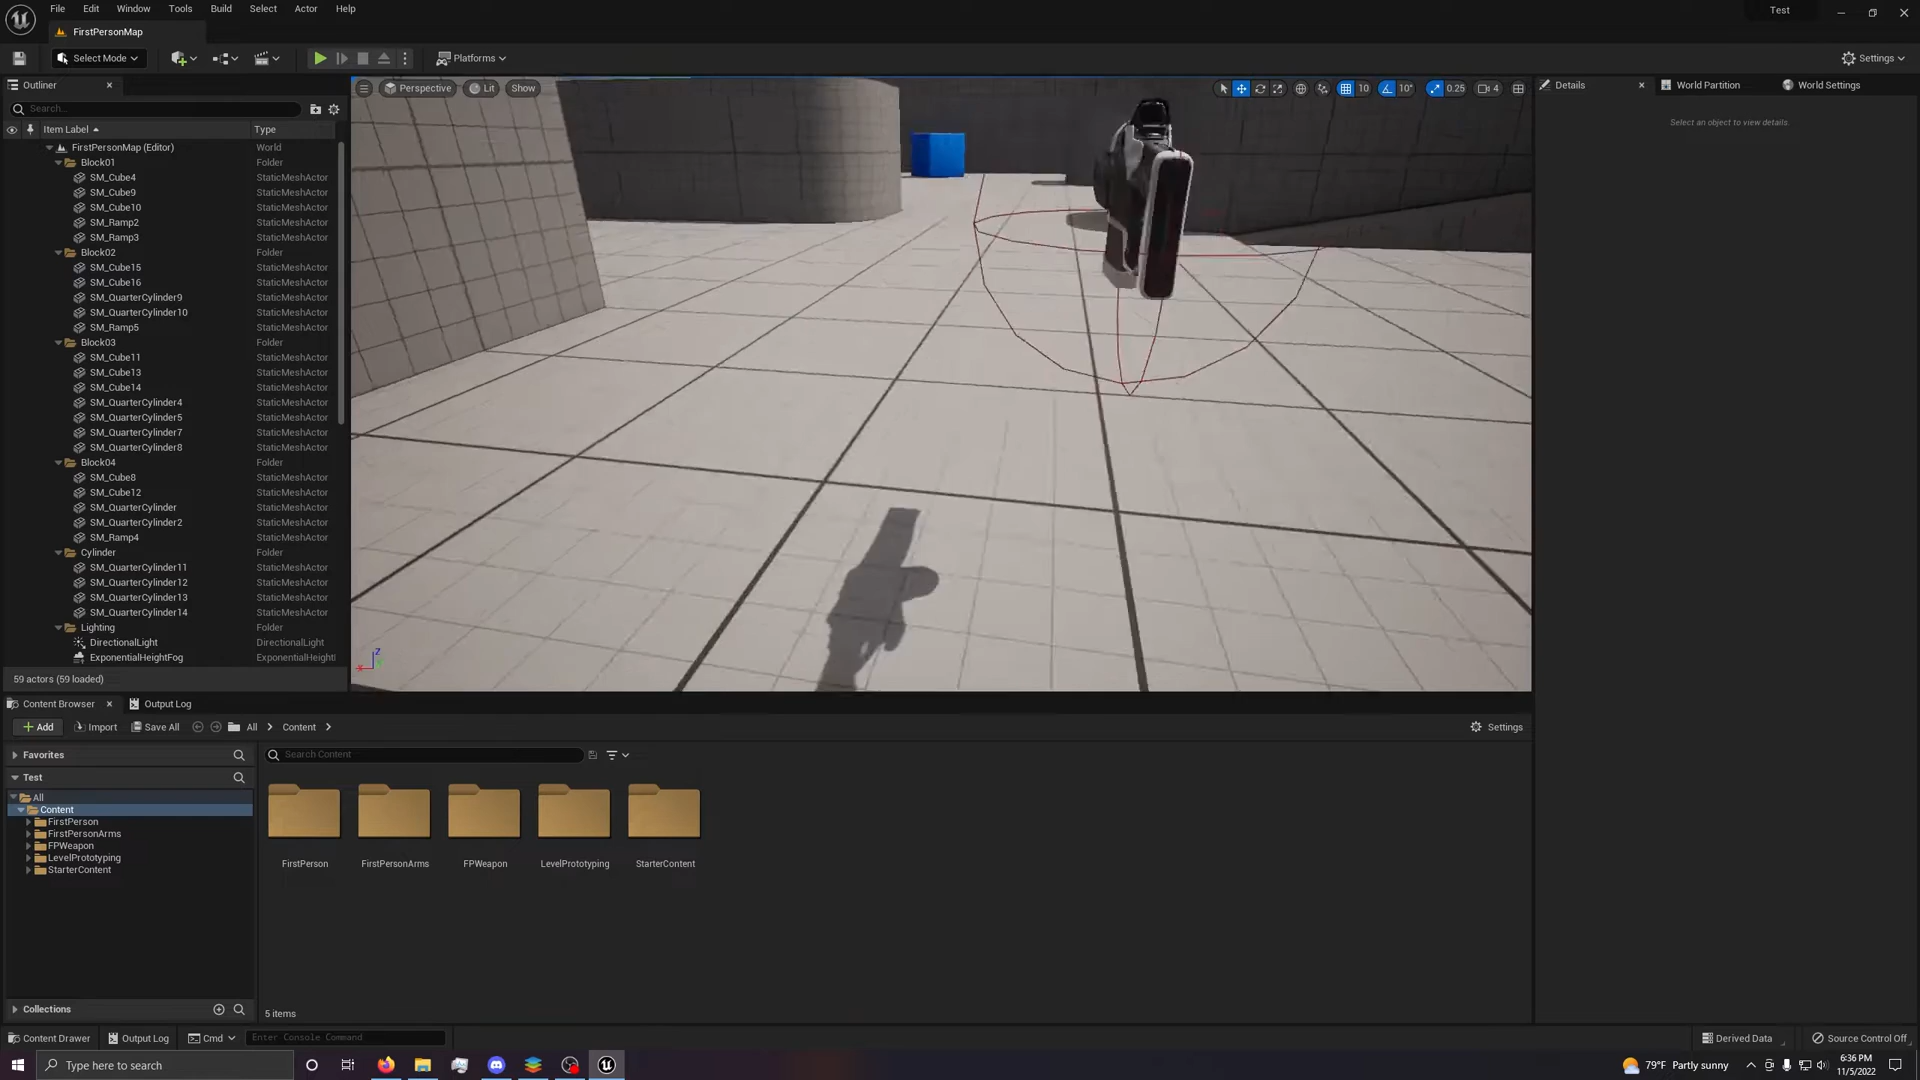 File Edit Window Tools Build Select Actor Help
Test
FirstPersonMap
Select Mode
Platforms
Settings
Outliner
Search...
Item Label Type
FirstPersonMap (Editor) World
Block01 Folder
SM_Cube4 StaticMeshActor
SM_Cube9 StaticMeshActor
SM_Cube10 StaticMeshActor
SM_Ramp2 StaticMeshActor
SM_Ramp3 StaticMeshActor
Block02 Folder
SM_Cube15 StaticMeshActor
SM_Cube16 StaticMeshActor
SM_QuarterCylinder9 StaticMeshActor
SM_QuarterCylinder10 StaticMeshActor
SM_Ramp5 StaticMeshActor
Block03 Folder
SM_Cube11 StaticMeshActor
SM_Cube13 StaticMeshActor
SM_Cube14 StaticMeshActor
SM_QuarterCylinder4 StaticMeshActor
SM_QuarterCylinder5 StaticMeshActor
SM_QuarterCylinder7 StaticMeshActor
SM_QuarterCylinder8 StaticMeshActor
Block04 Folder
SM_Cube8 StaticMeshActor
SM_Cube12 StaticMeshActor
SM_QuarterCylinder StaticMeshActor
SM_QuarterCylinder2 StaticMeshActor
SM_Ramp4 StaticMeshActor
Cylinder Folder
SM_QuarterCylinder11 StaticMeshActor
SM_QuarterCylinder12 StaticMeshActor
SM_QuarterCylinder13 StaticMeshActor
SM_QuarterCylinder14 StaticMeshActor
Lighting Folder
DirectionalLight DirectionalLight
ExponentialHeightFog ExponentialHeight
59 actors (59 loaded)
Perspective Lit Show
10 10° 0.25 4
X Z
Details World Partition World Settings
Select an object to view details.
Content Browser Output Log
Add Import Save All All Content
Settings
Favorites
Test
All
Content
FirstPerson
FirstPersonArms
FPWeapon
LevelPrototyping
StarterContent
Collections
Search Content
FirstPerson FirstPersonArms FPWeapon LevelPrototyping StarterContent
5 items
Content Drawer Output Log Cmd Enter Console Command
Derived Data Source Control Off
Type here to search
79°F Partly sunny
6:36 PM
11/5/2022